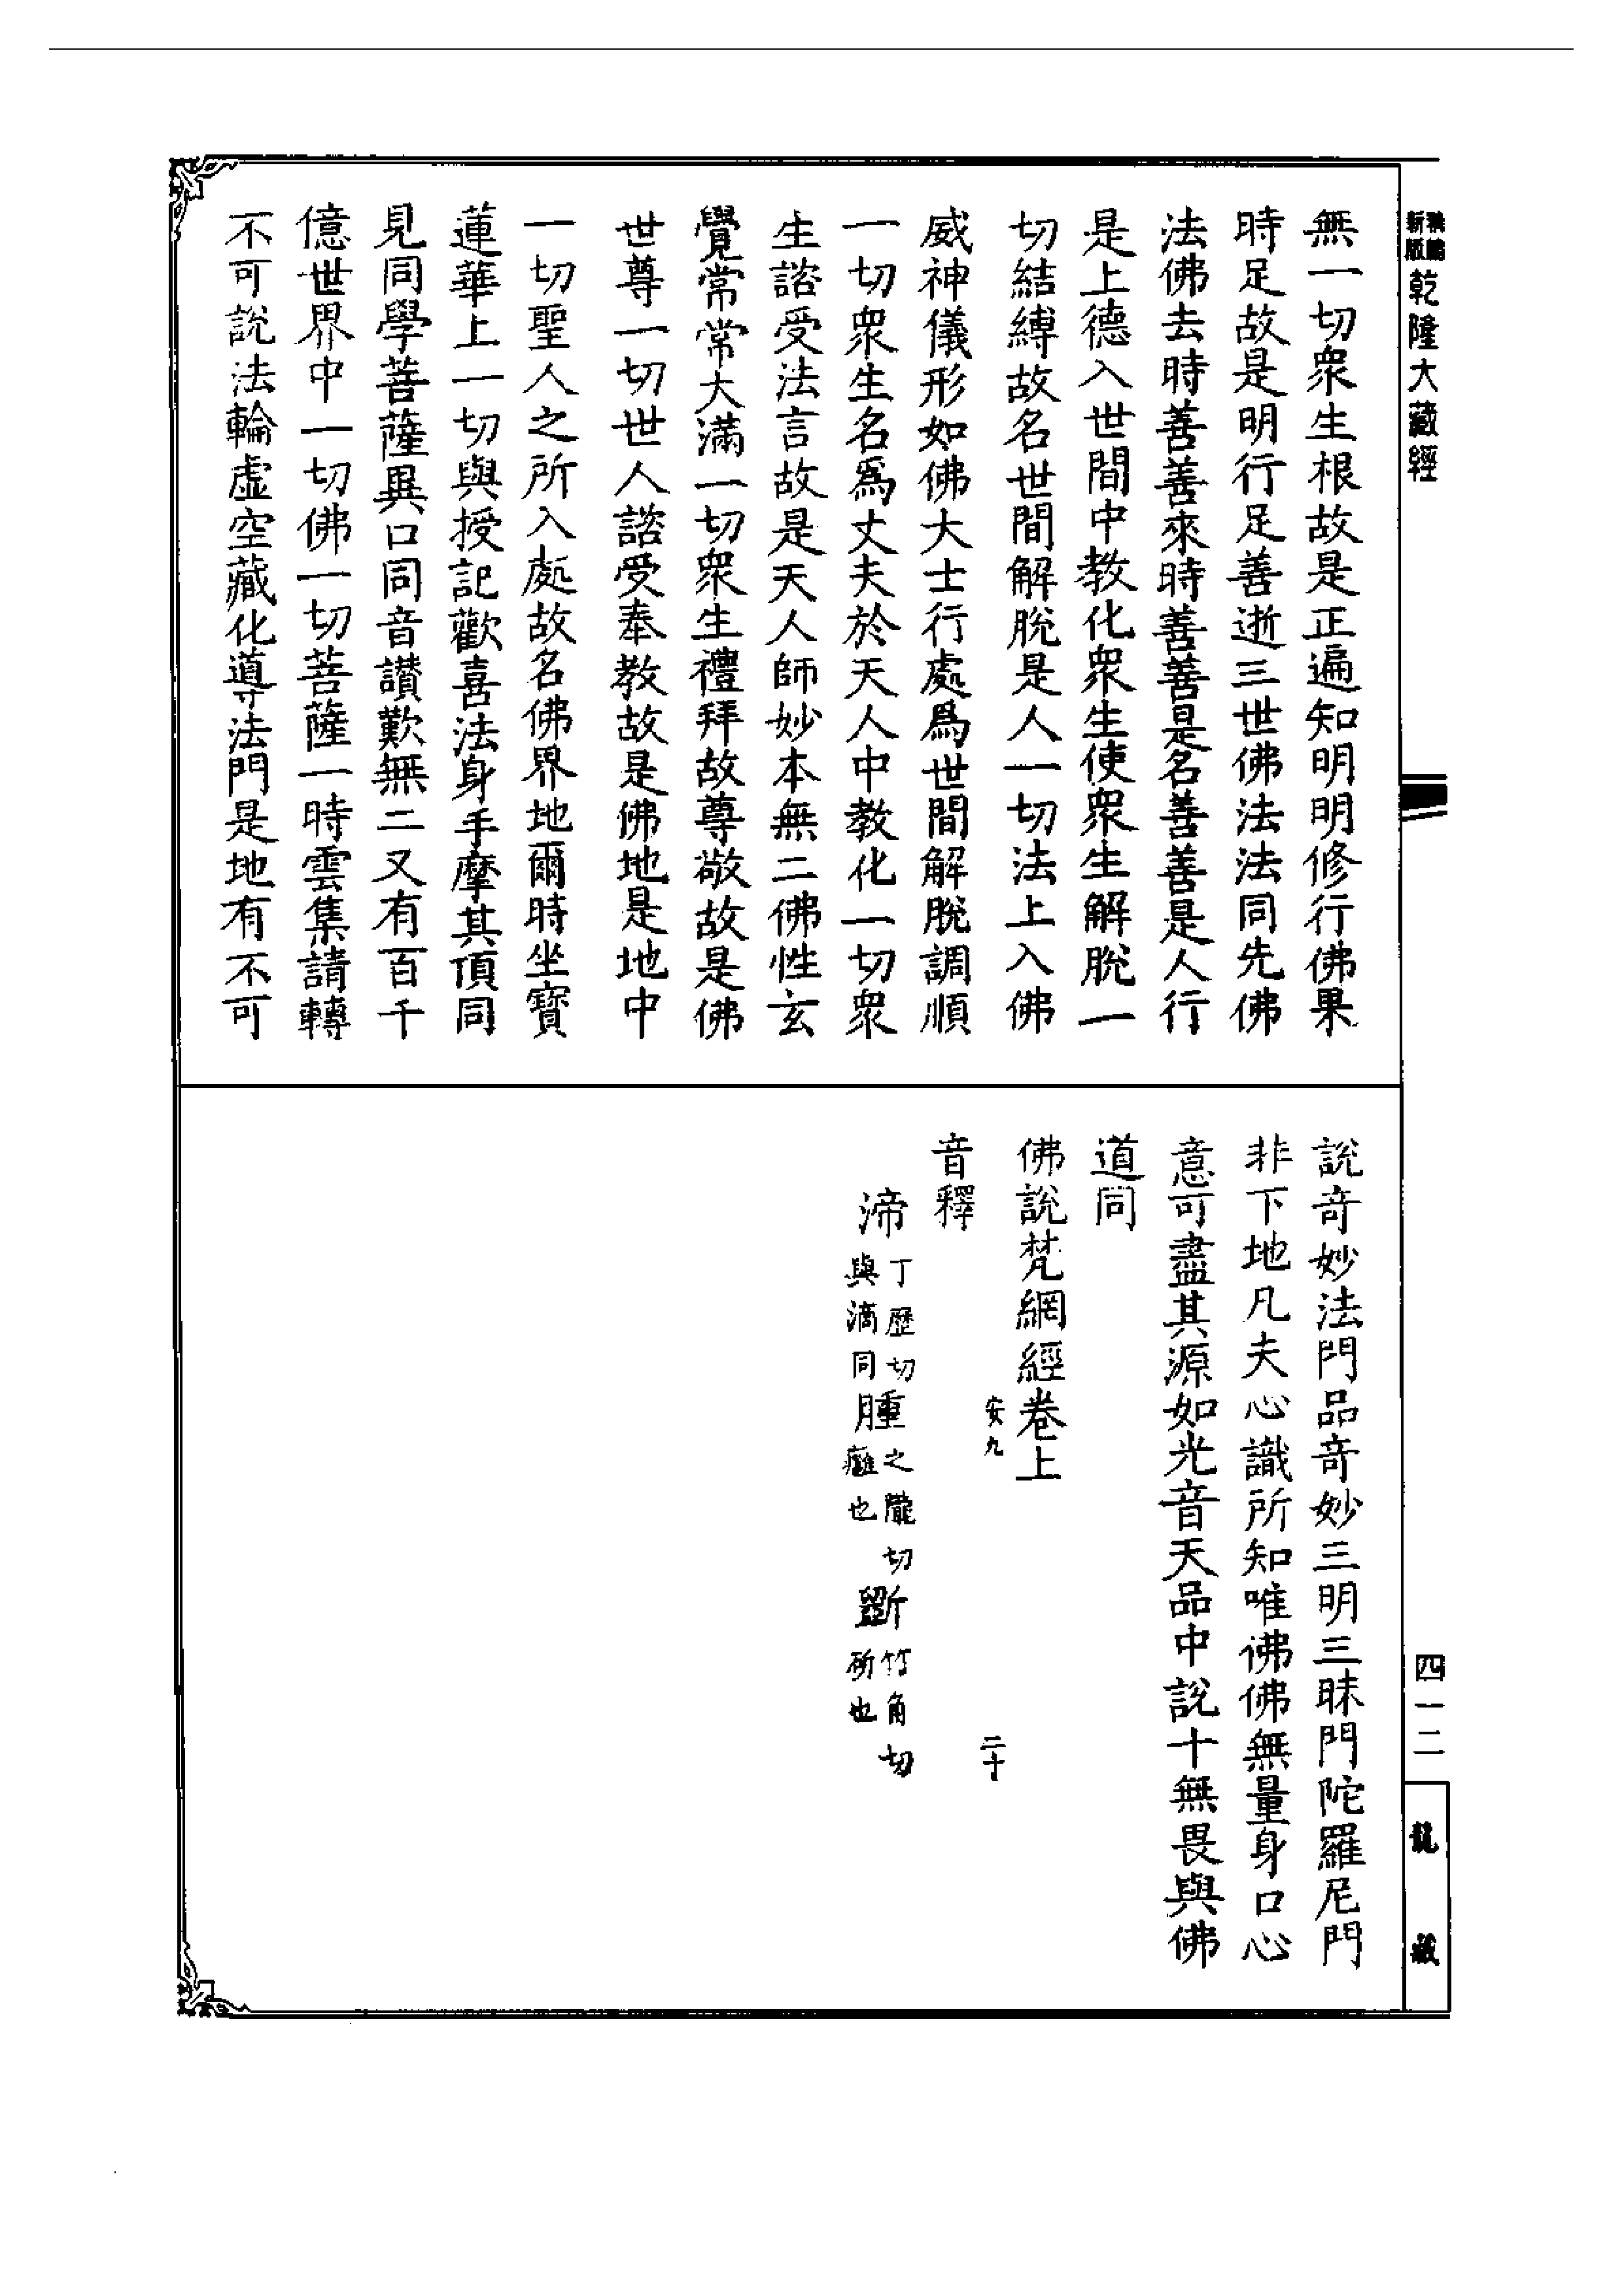 乾隆大藏經
無一切衆生根故是正遍知明明修行佛果
時足故是明行足善逝三世佛法法同先佛
法佛去時善善來時善善是名善善是人行
是上德入世間中教化衆生使衆生解脫一
切結縛故名世間解脫是人一切法上入佛
威神儀形如佛大士行處爲世間解脫調順
一切衆生名爲丈夫於天人中教化一切衆
生諮受法言故是天人師妙本無二佛性玄
覺常常大滿一切衆生禮拜故尊敬故是佛
世尊一切世人諮受奉教故是佛地是地中
一切聖人之所入處故名佛界地爾時坐寶
蓮華上一切與授記歡喜法身手摩其頂同
見同學菩薩異口同音讃歎無二又有百千
億世界中一切佛一切菩薩一時雲集請轉
不可說法輪虛空藏化導法門是地有不可
說竒妙法門品竒妙三明三昧門陀羅尼門
非下地凡夫心識所知唯佛佛無量身口心
意可盡其源如光音天品中說十無畏與佛
道同
佛說梵網經卷上
安九 二十
音釋
渧 丁歷切與滴同 腫 之隴切癰也 斵 竹角切斫也
四一二
龍藏